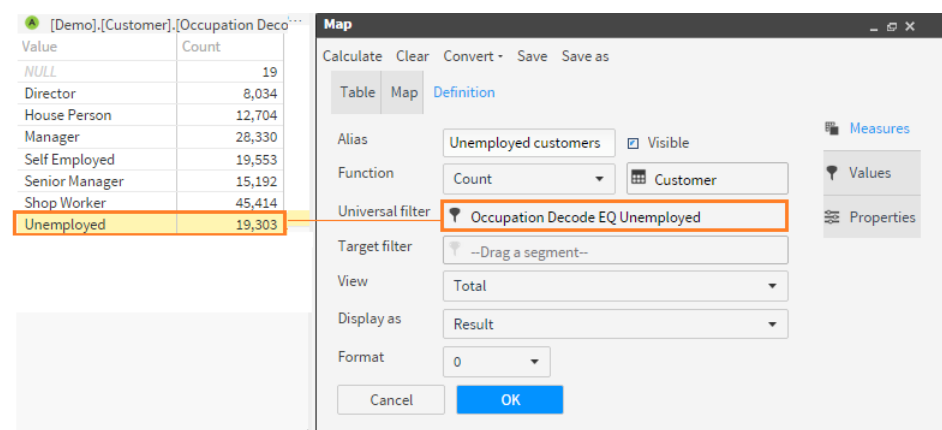 [Demo].[Customer].[Occupation Deco...
Value Count
NULL 19
Director 8,034
House Person 12,704
Manager 28,330
Self Employed 19,553
Senior Manager 15,192
Shop Worker 45,414
Unemployed 19,303
Map
Calculate Clear Convert Save Save as
Table Map Definition
Alias Unemployed customers Visible
Function Count Customer
Universal filter Occupation Decode EQ Unemployed
Target filter --Drag a segment--
View Total
Display as Result
Format 0
Cancel OK
Measures
Values
Properties